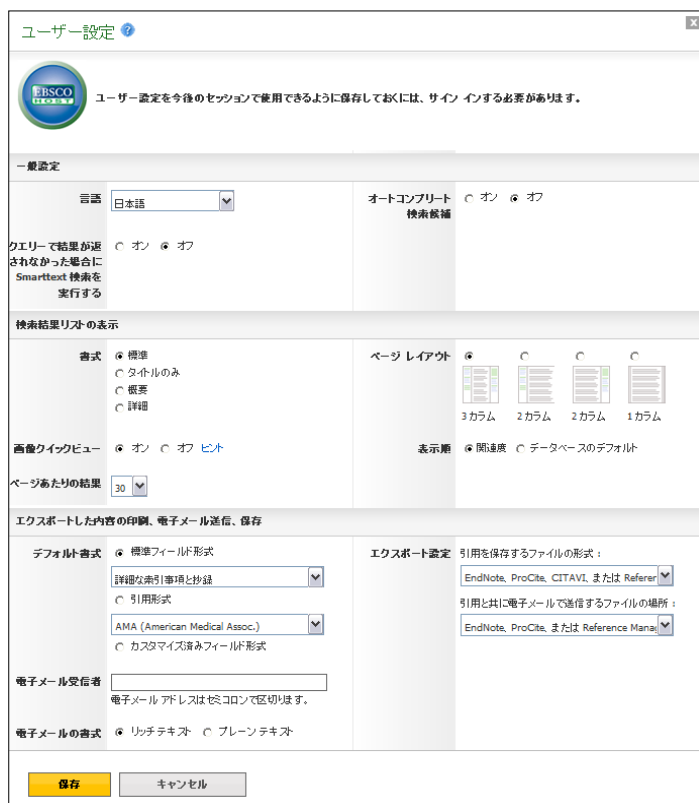 ユーザー設定 ?
x
EBSCO
HOST
ユーザー設定を今後のセッションで使用できるように保存しておくには、サイン インする必要があります。
一般設定
言語
日本語
オートコンプリート
検索候補
オン オフ
クエリーで結果が返
されなかった場合に
Smarttext 検索を
実行する
オン オフ
検索結果リストの表示
書式
標準
タイトルのみ
概要
詳細
ページ レイアウト
3 カラム 2 カラム 2 カラム 1 カラム
画像クイックビュー
オン オフ ヒント
表示順
関連度 データベースのデフォルト
ページあたりの結果
30
エクスポートした内容の印刷、電子メール送信、保存
デフォルト書式
標準フィールド形式
詳細な索引事項と抄録
引用形式
AMA (American Medical Assoc.)
カスタマイズ済みフィールド形式
エクスポート設定
引用を保存するファイルの形式：
EndNote、ProCite、CITAVI、または Referer
引用と共に電子メールで送信するファイルの場所：
EndNote、ProCite、または Reference Mana
電子メール受信者
電子メール アドレスはセミコロンで区切ります。
電子メールの書式
リッチ テキスト プレーン テキスト
保存
キャンセル